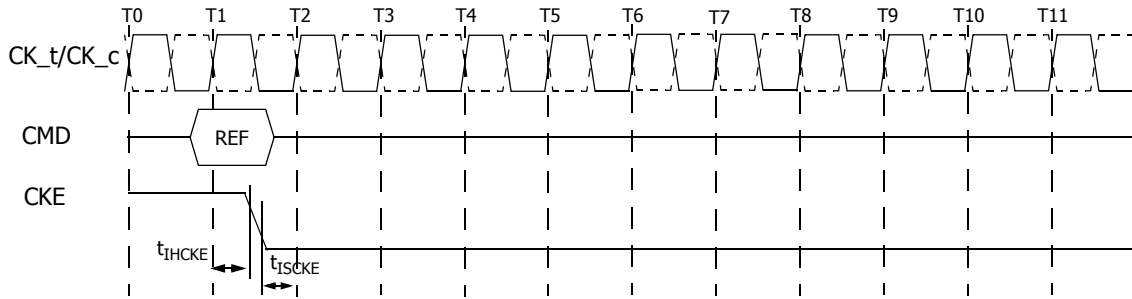 T0 T1 T2 T3 T4 T5 T6 T7 T8 T9 T10 T11
CK_t/CK_c
CMD REF
CKE
tIHCKE
tISCKE